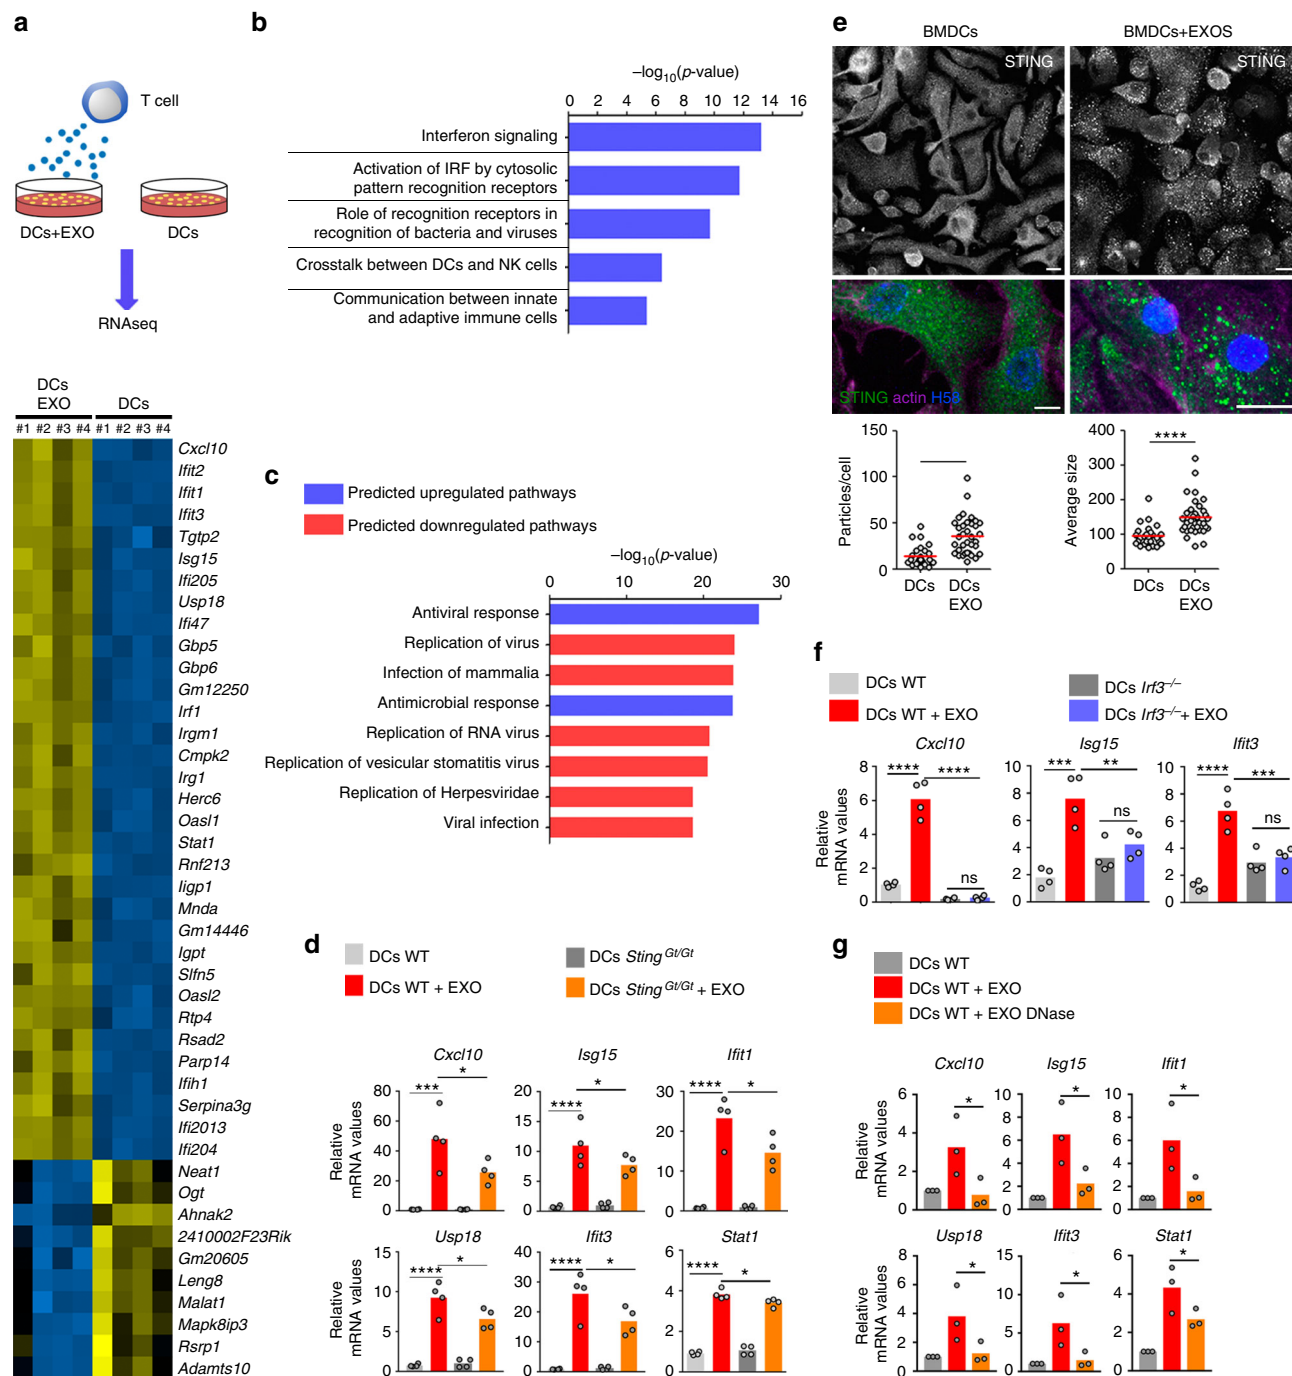 a
T cell
DCs+EXO
DCs
RNAseq
DCs
EXO
DCs
#1 #2 #3 #4 #1 #2 #3 #4
Cxcl10
Ifit2
Ifit1
Ifit3
Tgtp2
Isg15
Ifi205
Usp18
Ifi47
Gbp5
Gbp6
Gm12250
Irf1
Irgm1
Cmpk2
Irg1
Herc6
Oasl1
Stat1
Rnf213
Iigp1
Mnda
Gm14446
Igpt
Slfn5
Oasl2
Rtp4
Rsad2
Parp14
Ifih1
Serpina3g
Ifi2013
Ifi204
Neat1
Ogt
Ahnak2
2410002F23Rik
Gm20605
Leng8
Malat1
Mapk8ip3
Rsrp1
Adamts10
b
–log10(p-value)
0 2 4 6 8 10 12 14 16
Interferon signaling
Activation of IRF by cytosolic
pattern recognition receptors
Role of recognition receptors in
recognition of bacteria and viruses
Crosstalk between DCs and NK cells
Communication between innate
and adaptive immune cells
c
Predicted upregulated pathways
Predicted downregulated pathways
–log10(p-value)
0 10 20 30
Antiviral response
Replication of virus
Infection of mammalia
Antimicrobial response
Replication of RNA virus
Replication of vesicular stomatitis virus
Replication of Herpesviridae
Viral infection
d
DCs WT
DCs WT + EXO
DCs Sting Gt/Gt
DCs Sting Gt/Gt + EXO
Cxcl10
Relative
mRNA values
80
60
40
20
0
***
*
Isg15
20
15
10
5
0
****
*
Ifit1
30
20
10
0
****
*
Usp18
Relative
mRNA values
15
10
5
0
****
*
Ifit3
40
30
20
10
0
****
*
Stat1
6
4
2
0
****
*
e
BMDCs
BMDCs+EXOS
STING
STING
STING actin H58
Particles/cell
150
100
50
0
DCs
DCs
EXO
Average size
400
300
200
100
0
****
DCs
DCs
EXO
f
DCs WT
DCs WT + EXO
DCs Irf3–/–
DCs Irf3–/–+ EXO
Cxcl10
Relative
mRNA values
8
6
4
2
0
****
****
ns
Isg15
10
8
6
4
2
0
***
**
ns
Ifit3
10
8
6
4
2
0
****
***
ns
g
DCs WT
DCs WT + EXO
DCs WT + EXO DNase
Cxcl10
Relative
mRNA values
6
4
2
0
*
Isg15
10
8
6
4
2
0
*
Ifit1
10
8
6
4
2
0
*
Usp18
Relative
mRNA values
8
6
4
2
0
*
Ifit3
15
10
5
0
*
Stat1
6
4
2
0
*